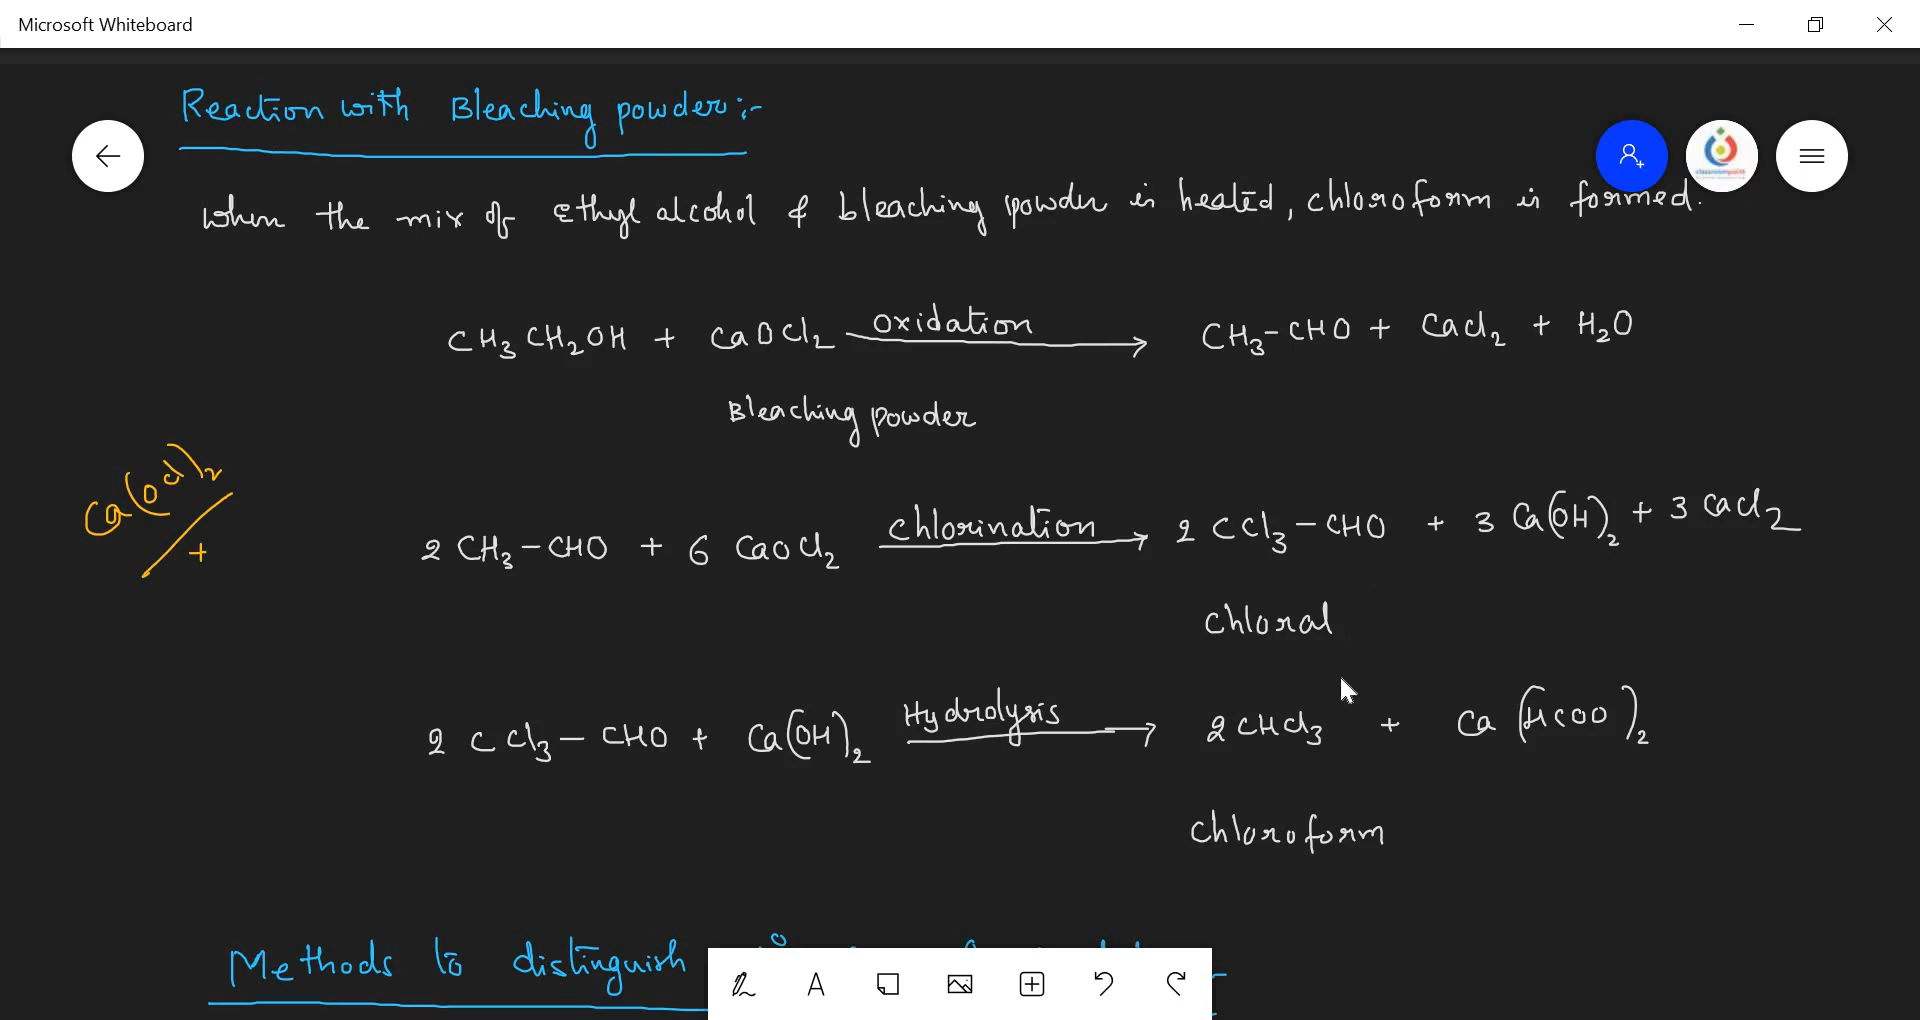 Microsoft Whiteboard
Reaction with Bleaching powder:-
when the mix of Ethyl alcohol & bleaching powder is heated, chloroform is formed.
CH3 CH2OH + CaOCl2 oxidation → CH3-CHO + CaCl2 + H2O
Bleaching powder
Ca(OCl)2
+
2 CH3-CHO + 6 CaOCl2 chlorination → 2 CCl3-CHO + 3 Ca(OH)2 + 3 CaCl2
chloral
2 CCl3-CHO + Ca(OH)2 Hydrolysis → 2CHCl3 + Ca(HCOO)2
chloroform
Methods to distinguish